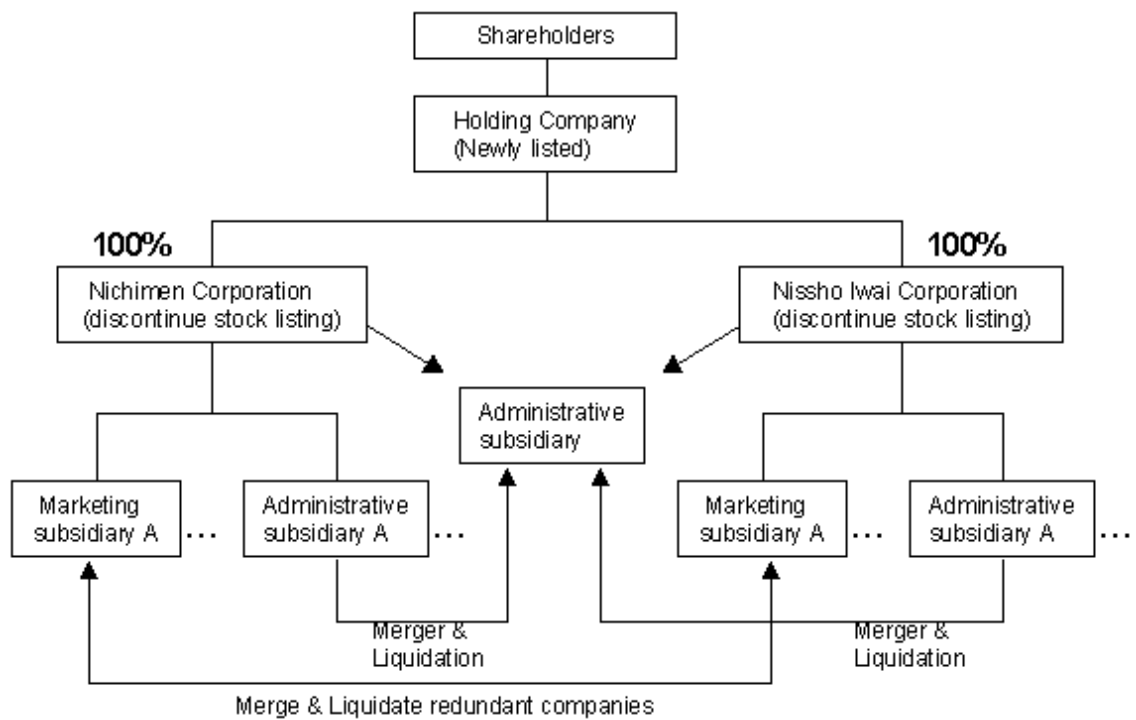 Shareholders
Holding Company
(Newly listed)
100%
100%
Nichimen Corporation
(discontinue stock listing)
Nissho Iwai Corporation
(discontinue stock listing)
Administrative
subsidiary
Marketing
subsidiary A
...
Administrative
subsidiary A
...
Marketing
subsidiary A
...
Administrative
subsidiary A
...
Merger &
Liquidation
Merger &
Liquidation
Merge & Liquidate redundant companies